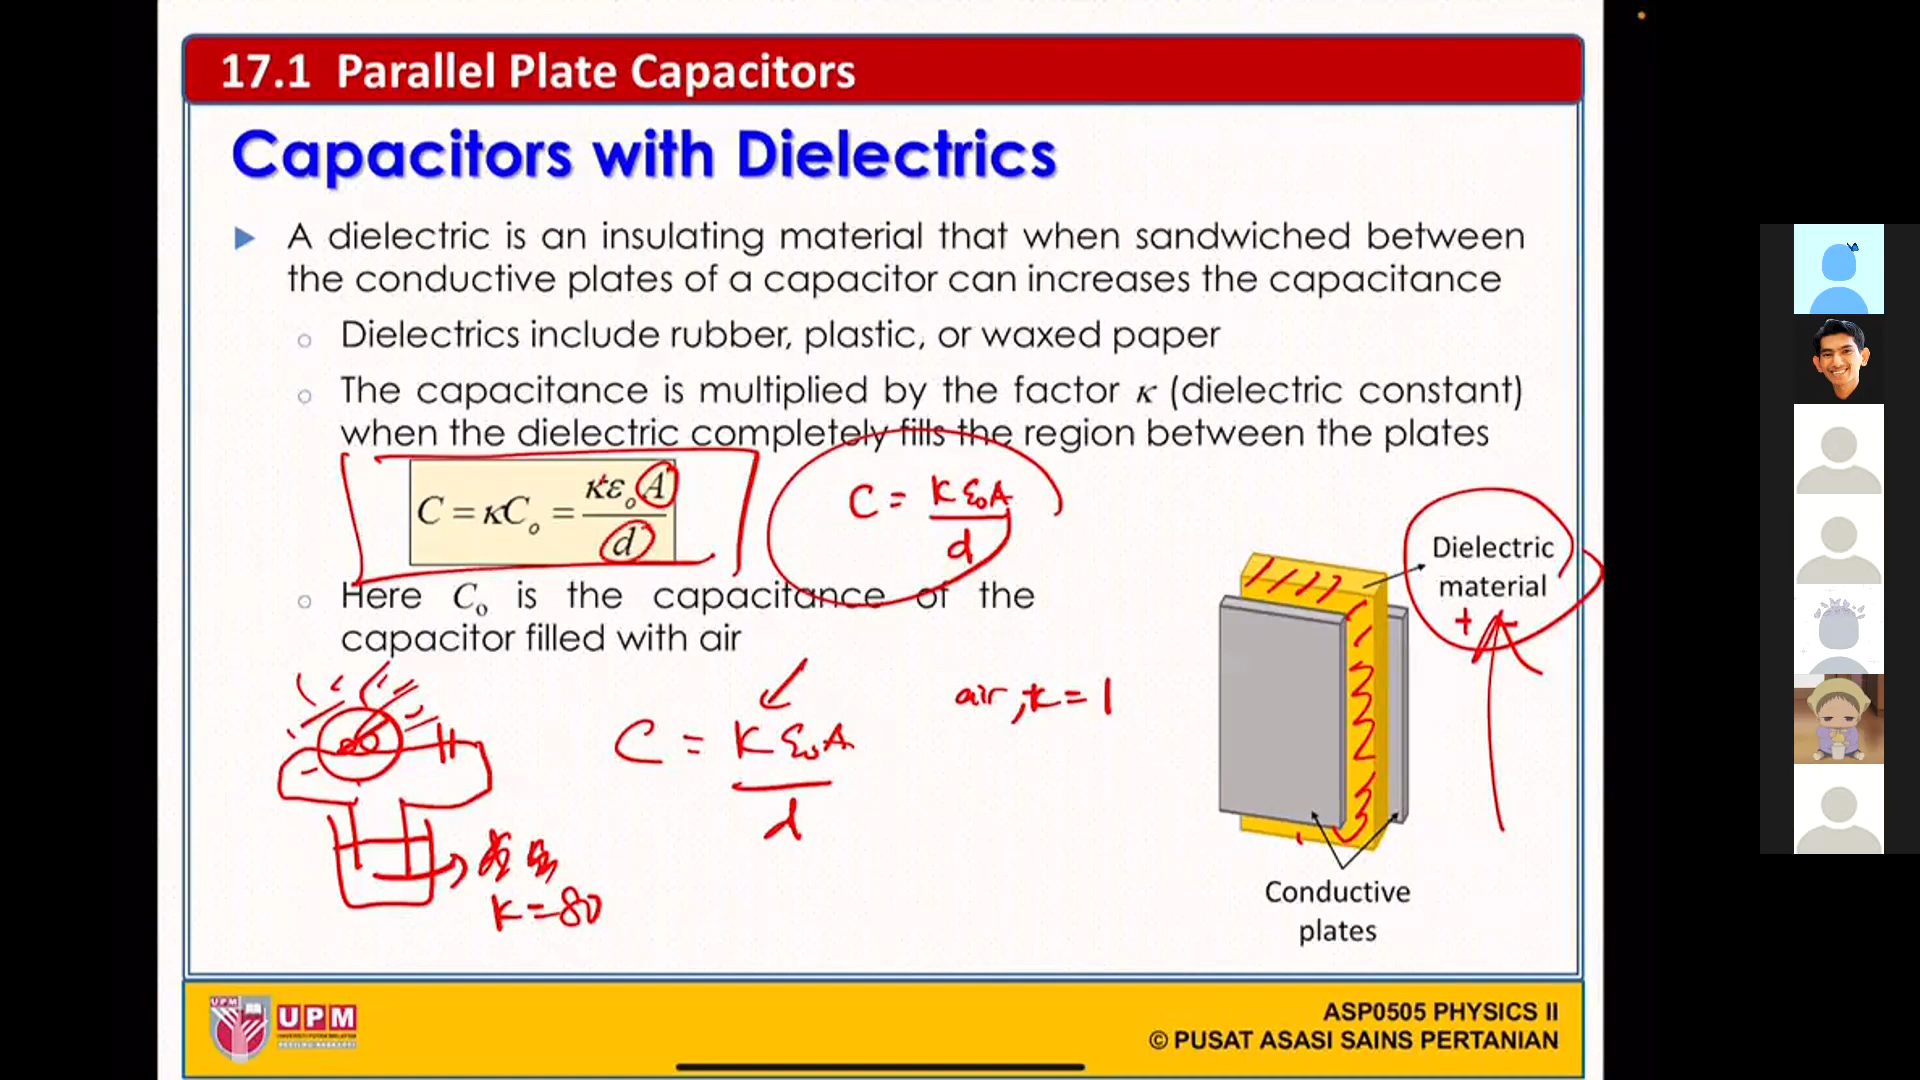 17.1 Parallel Plate Capacitors
Capacitors with Dielectrics
A dielectric is an insulating material that when sandwiched between
the conductive plates of a capacitor can increases the capacitance
Dielectrics include rubber, plastic, or waxed paper
The capacitance is multiplied by the factor κ (dielectric constant)
when the dielectric completely fills the region between the plates
C = κC₀ = κε₀A / d
C = κε₀A / d
Here C₀ is the capacitance of the
capacitor filled with air
Dielectric
material
+ -
air, κ = 1
C = κε₀A / d
κ = 80
Conductive
plates
UPM
UPM
ASP0505 PHYSICS II
© PUSAT ASASI SAINS PERTANIAN